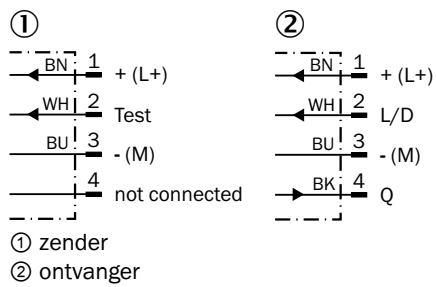 ①
BN 1 + (L+)
WH 2 Test
BU 3 - (M)
4 not connected
②
BN 1 + (L+)
WH 2 L/D
BU 3 - (M)
BK 4 Q
① zender
② ontvanger